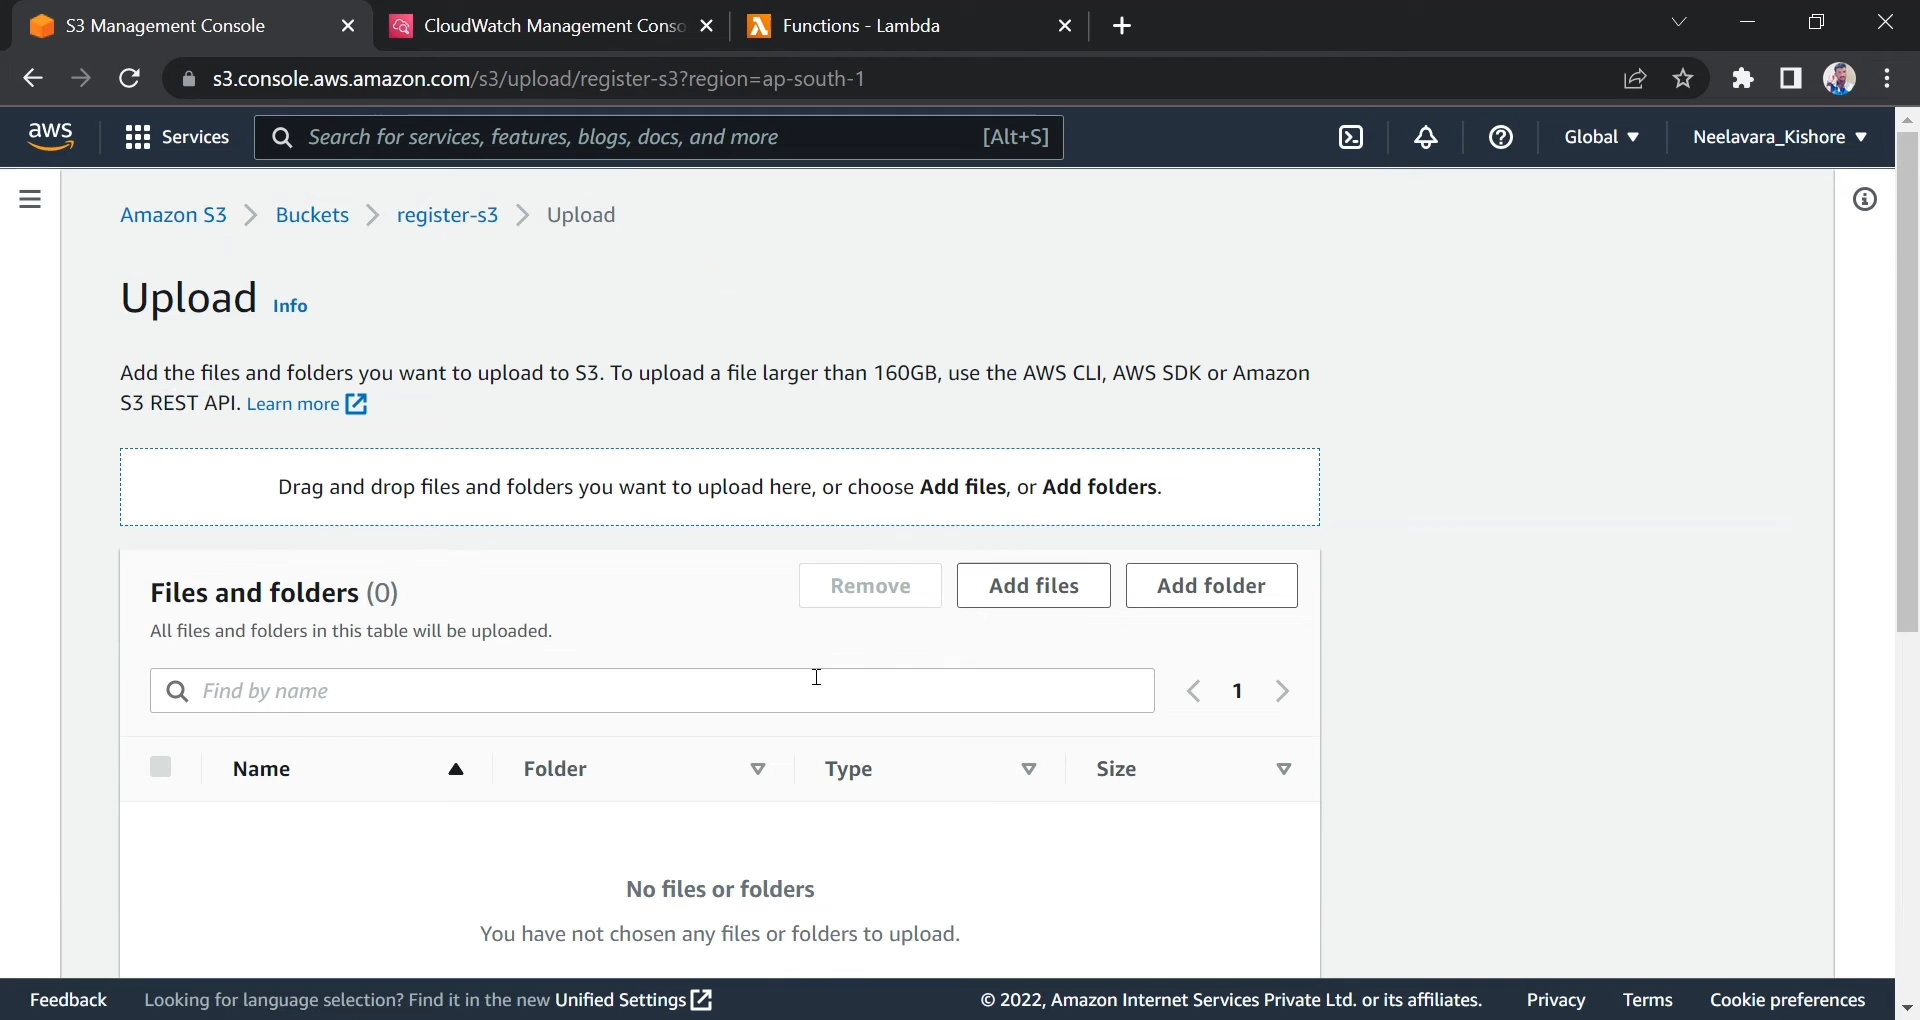 S3 Management Console
CloudWatch Management Conso
Functions - Lambda
s3.console.aws.amazon.com/s3/upload/register-s3?region=ap-south-1
aws
Services
Search for services, features, blogs, docs, and more
[Alt+S]
Global
Neelavara_Kishore
Amazon S3 > Buckets > register-s3 > Upload
Upload Info
Add the files and folders you want to upload to S3. To upload a file larger than 160GB, use the AWS CLI, AWS SDK or Amazon
S3 REST API. Learn more
Drag and drop files and folders you want to upload here, or choose Add files, or Add folders.
Files and folders (0)
Remove
Add files
Add folder
All files and folders in this table will be uploaded.
Find by name
1
Name
Folder
Type
Size
No files or folders
You have not chosen any files or folders to upload.
Feedback
Looking for language selection? Find it in the new Unified Settings
© 2022, Amazon Internet Services Private Ltd. or its affiliates.
Privacy
Terms
Cookie preferences